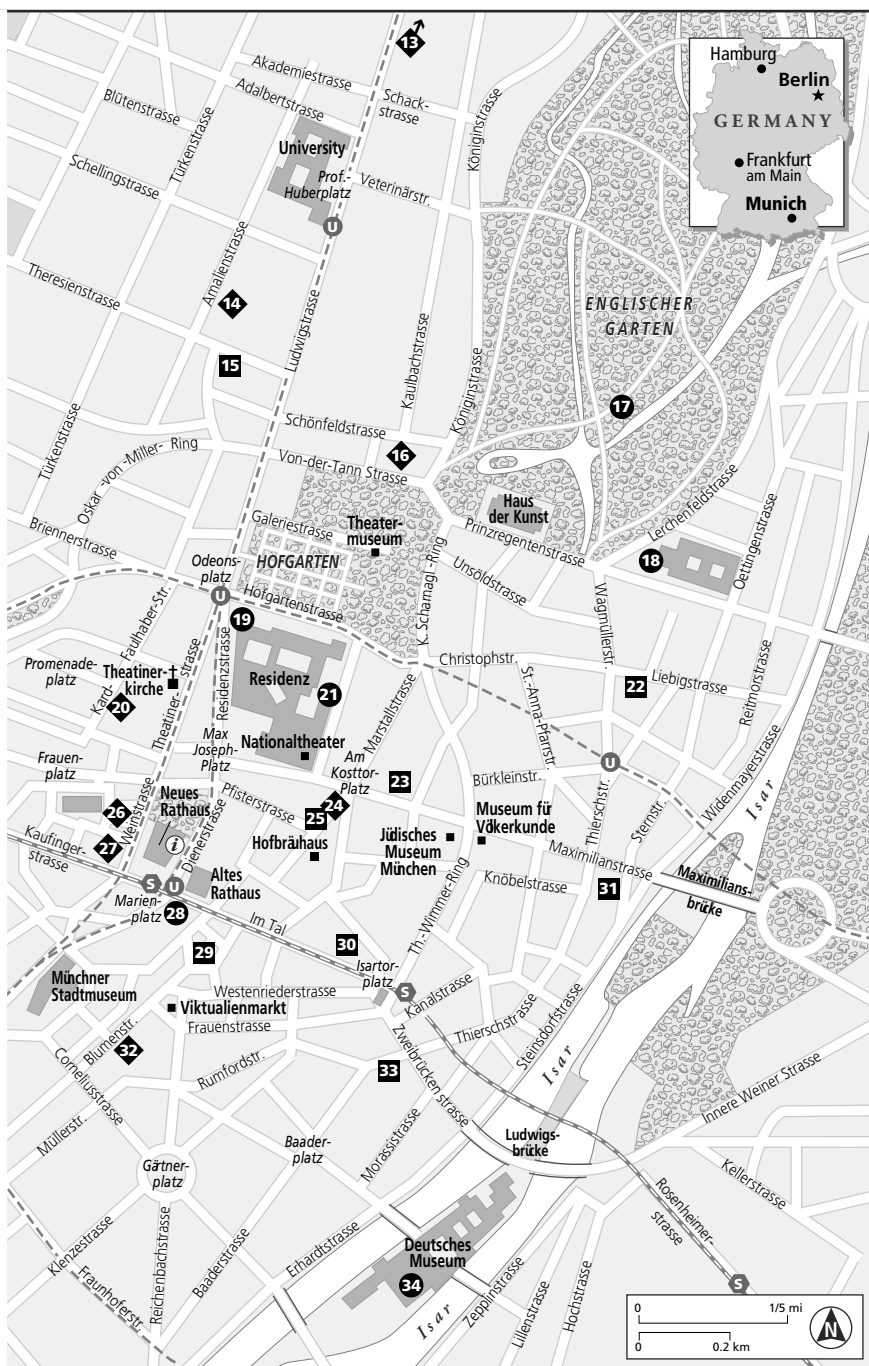 13
Hamburg
Berlin
GERMANY
Frankfurt
am Main
Munich
Akademiestrasse
Adalbertstrasse
Schack-
strasse
Blütenstrasse
Türkenstrasse
Königinstrasse
University
Schellingstrasse
Prof.-
Huberplatz
Veterinärstr.
U
Amalienstrasse
Theresienstrasse
14
Ludwigstrasse
ENGLISCHER
GARTEN
15
Kaulbachstrasse
Königinstrasse
17
Schönfeldstrasse
16
Türkenstrasse
Oskar-von-Miller-Ring
Von-der-Tann Strasse
Haus
der Kunst
Lerchenfeldstrasse
Galeriestrasse
Theater-
museum
Prinzregentenstrasse
Oettingenstrasse
Briennerstrasse
Odeons-
platz
HOFGARTEN
K. Scharnagl-Ring
Unsöldstrasse
18
U
19
Hofgartenstrasse
Wagmüllerstr.
Kard-Faulhaber-Str.
Promenade-
platz
Theatiner-
kirche
Theatiner-strasse
Residenzstrasse
Residenz
21
Christophstr.
St.-Anna-Pfarrstr.
22
Liebigstrasse
Reitmorstrasse
20
Marstallstrasse
Max
Joseph-
Platz
Nationaltheater
Am
Kosttor-
Platz
Frauen-
platz
23
Bürkleinstr.
U
Widenmayerstrasse
Isar
Neues
Rathaus
Pfisterstrasse
24
25
Thierschstr.
Sternstr.
26
Weinstrasse
Dienerstrasse
i
Hofbräuhaus
Jüdisches
Museum
München
Museum für
Völkerkunde
Kaufinger-
strasse
27
Altes
Rathaus
Maximilianstrasse
Maximilians-
brücke
S
U
Marien-
platz
28
Knöbelstrasse
31
Im Tal
30
Th.-Wimmer-Ring
29
Isartor-
platz
Münchner
Stadtmuseum
Westenriederstrasse
S
Kanalstrasse
Viktualienmarkt
Frauenstrasse
Thierschstrasse
Steinsdorfstrasse
Blumenstr.
32
Corneliusstrasse
Rumfordstr.
33
Zweibrücken strasse
Isar
Innere Weiner Strasse
Müllerstr.
Baader-
platz
Morassistrasse
Ludwigs-
brücke
Gärtner-
platz
Kellerstrasse
Rosenheimer-
strasse
Klenzestrasse
Reichenbachstrasse
Baaderstrasse
Erhardtstrasse
Deutsches
Museum
34
Fraunhoferstr.
Isar
Zepplinstrasse
Lillenstrasse
Hochstrasse
S
0
1/5 mi
0
0.2 km
N